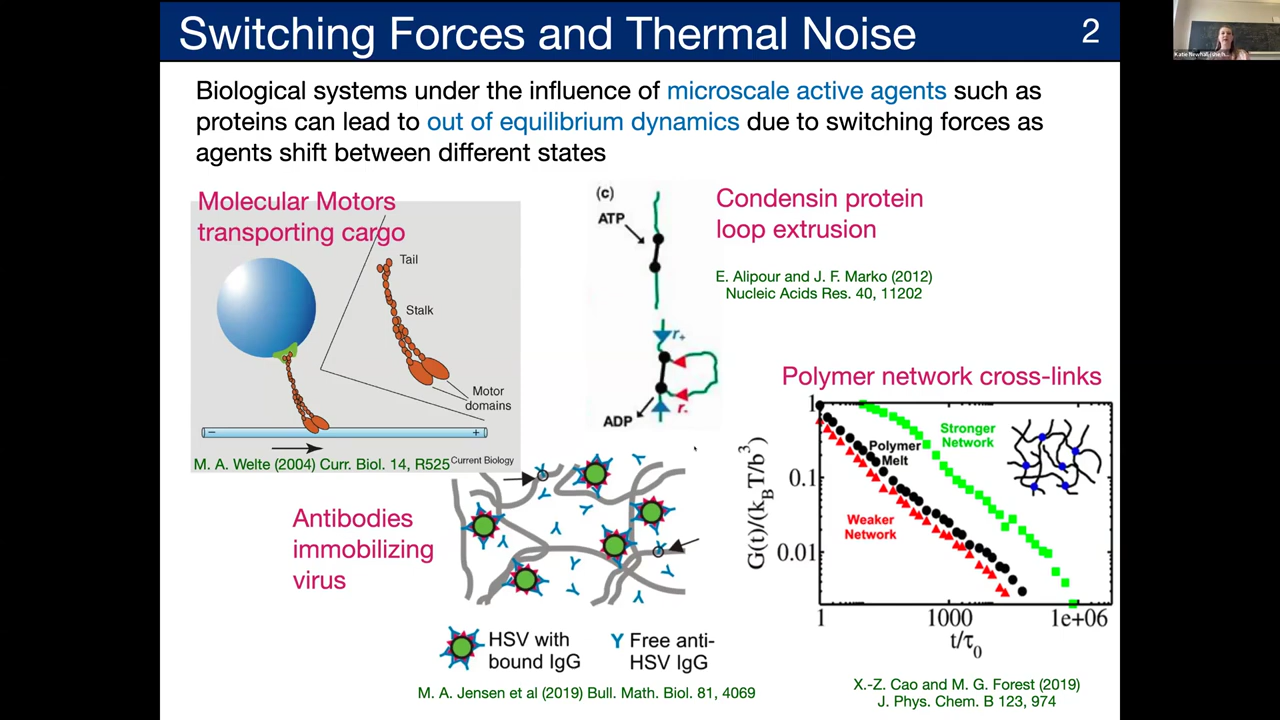 Switching Forces and Thermal Noise
2
Biological systems under the influence of microscale active agents such as
proteins can lead to out of equilibrium dynamics due to switching forces as
agents shift between different states
Molecular Motors
transporting cargo
Tail
Stalk
Motor
domains
−
+
M. A. Welte (2004) Curr. Biol. 14, R525
Current Biology
(c)
ATP
r+
r-
ADP
Condensin protein
loop extrusion
E. Alipour and J. F. Marko (2012)
Nucleic Acids Res. 40, 11202
Antibodies
immobilizing
virus
HSV with
bound IgG
Free anti-
HSV IgG
M. A. Jensen et al (2019) Bull. Math. Biol. 81, 4069
Polymer network cross-links
Stronger
Network
Polymer
Melt
Weaker
Network
G(t)/(kBT/b³)
1
0.1
0.01
1
1000
1e+06
t/τ0
X.-Z. Cao and M. G. Forest (2019)
J. Phys. Chem. B 123, 974